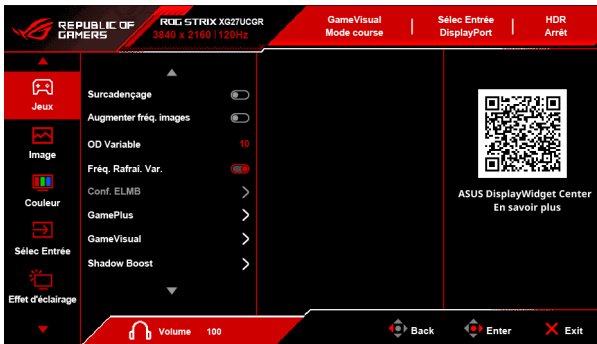 REPUBLIC OF
GAMERS
ROG STRIX XG27UCGR
3840 x 2160 | 120Hz
GameVisual
Mode course
Sélec Entrée
DisplayPort
HDR
Arrêt
Jeux
Image
Couleur
Sélec Entrée
Effet d'éclairage
Surcadençage
Augmenter fréq. images
OD Variable 10
Fréq. Rafraî. Var.
Conf. ELMB
GamePlus
GameVisual
Shadow Boost
ASUS DisplayWidget Center
En savoir plus
Volume 100
Back
Enter
Exit